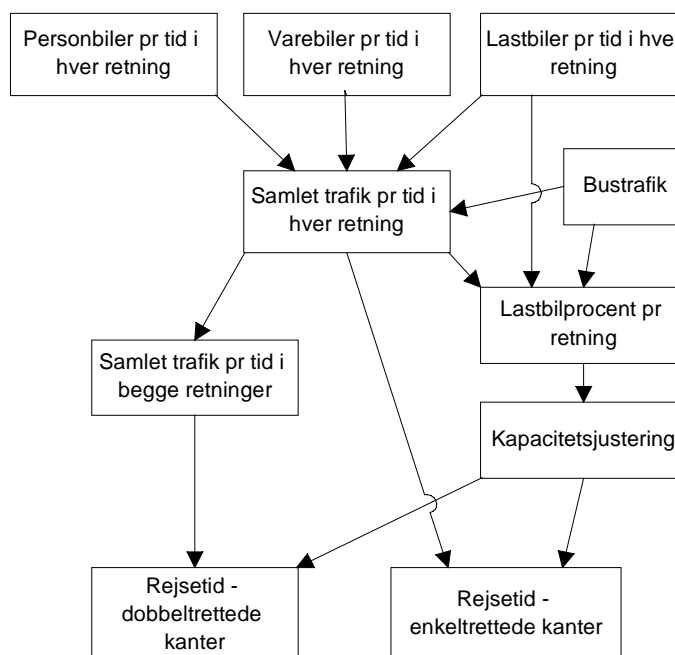 Personbiler pr tid i
hver retning
Varebiler pr tid i
hver retning
Lastbiler pr tid i hver
retning
Samlet trafik pr tid i
hver retning
Bustrafik
Lastbilprocent pr
retning
Samlet trafik pr tid i
begge retninger
Kapacitetsjustering
Rejsetid -
dobbeltrettede
kanter
Rejsetid -
enkeltrettede kanter